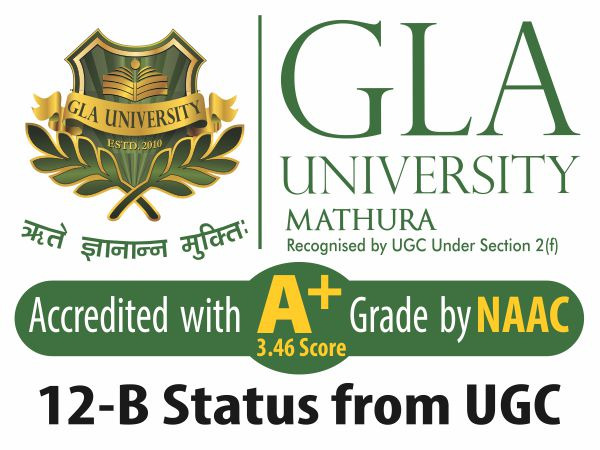 GLA UNIVERSITY
ESTD. 2010
ऋते ज्ञानान्न मुक्तिः
GLA
UNIVERSITY
MATHURA
Recognised by UGC Under Section 2(f)
Accredited with A+ Grade by NAAC
3.46 Score
12-B Status from UGC